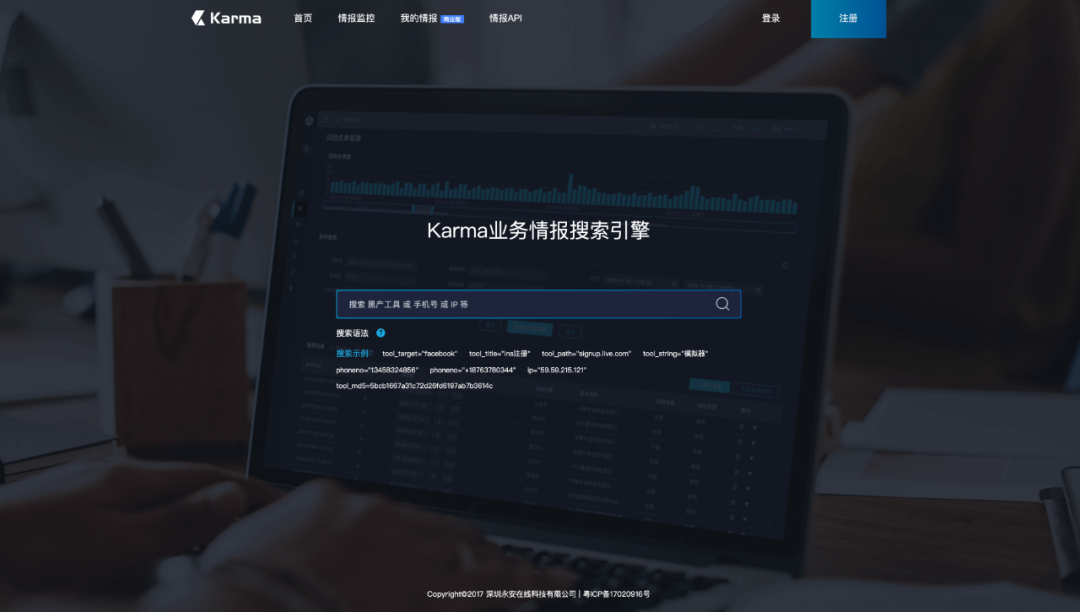 Karma 首页 情报监控 我的情报 商业版 情报API 登录 注册
Karma业务情报搜索引擎
搜索 黑产工具 或 手机号 或 IP 等
搜索语法 ?
搜索示例: tool_target="facebook" tool_title="ins注册" tool_path="signup.live.com" tool_string="模拟器"
phoneno="13458324856" phoneno="+18763780344" ip="59.59.215.121"
tool_md5=5bcb1667a31c72d26fd6197ab7b3614c
Copyright©2017 深圳永安在线科技有限公司 | 粤ICP备17020916号